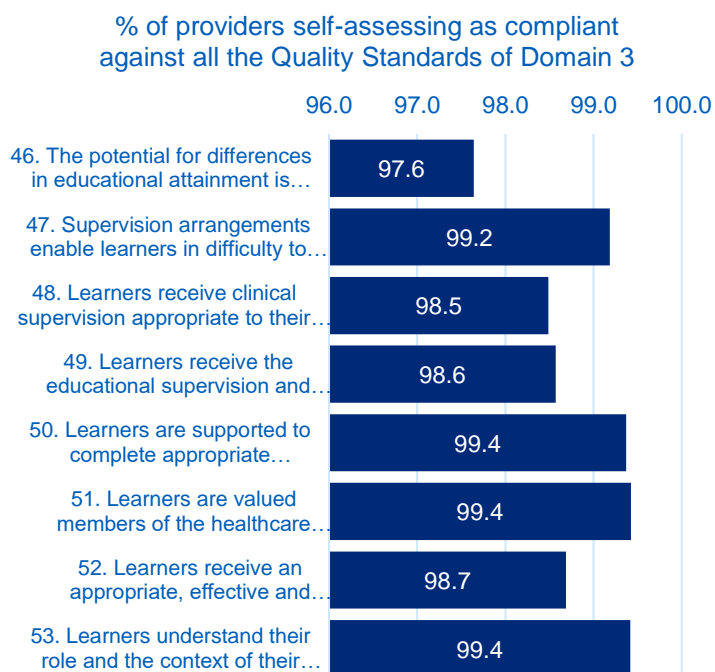 % of providers self-assessing as compliant
against all the Quality Standards of Domain 3
96.0 97.0 98.0 99.0 100.0
46. The potential for differences
in educational attainment is…
97.6
47. Supervision arrangements
enable learners in difficulty to…
99.2
48. Learners receive clinical
supervision appropriate to their…
98.5
49. Learners receive the
educational supervision and…
98.6
50. Learners are supported to
complete appropriate…
99.4
51. Learners are valued
members of the healthcare…
99.4
52. Learners receive an
appropriate, effective and…
98.7
53. Learners understand their
role and the context of their…
99.4